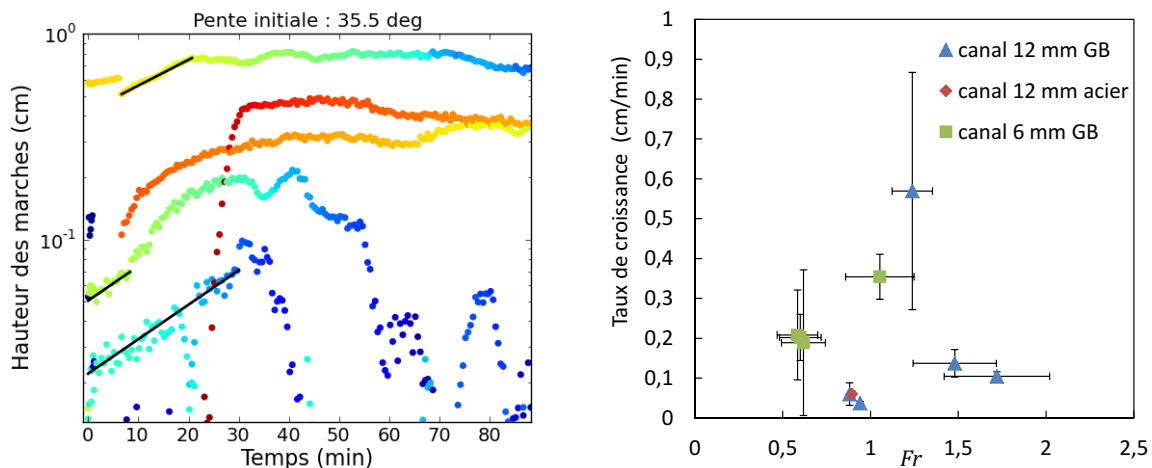 Pente initiale : 35.5 deg
10⁰
10⁻¹
Hauteur des marches (cm)
0 10 20 30 40 50 60 70 80
Temps (min)
1
0,9
0,8
0,7
0,6
0,5
0,4
0,3
0,2
0,1
0
Taux de croissance (cm/min)
canal 12 mm GB
canal 12 mm acier
canal 6 mm GB
0 0,5 1 1,5 2 2,5
Fr